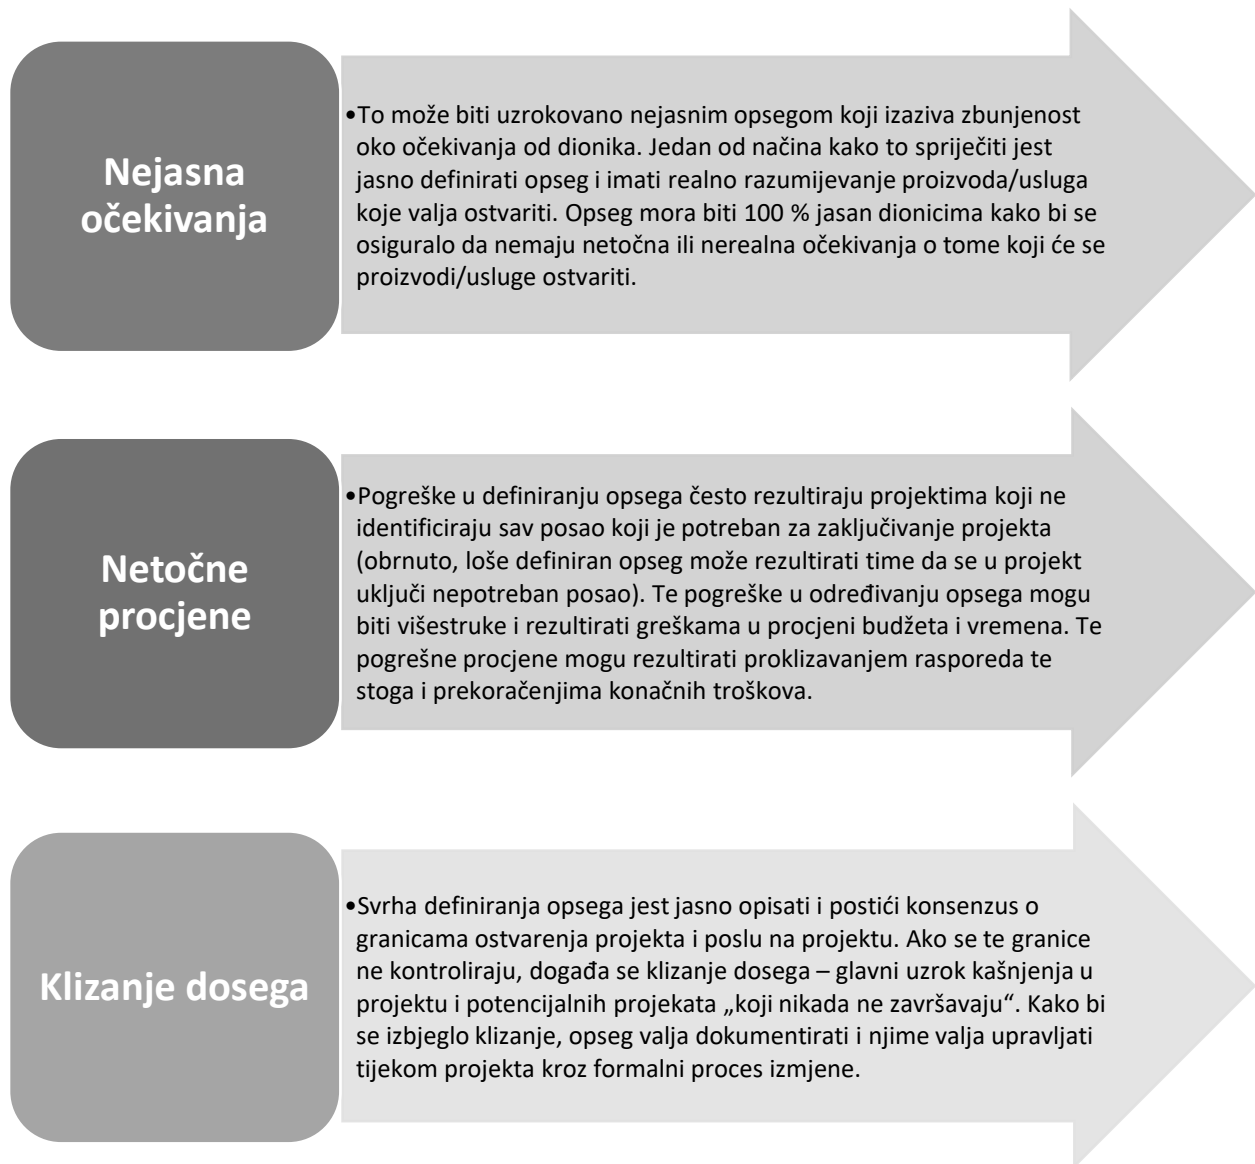 Nejasna
očekivanja
•To može biti uzrokovano nejasnim opsegom koji izaziva zbunjenost
oko očekivanja od dionika. Jedan od načina kako to spriječiti jest
jasno definirati opseg i imati realno razumijevanje proizvoda/usluga
koje valja ostvariti. Opseg mora biti 100 % jasan dionicima kako bi se
osiguralo da nemaju netočna ili nerealna očekivanja o tome koji će se
proizvodi/usluge ostvariti.
Netočne
procjene
•Pogreške u definiranju opsega često rezultiraju projektima koji ne
identificiraju sav posao koji je potreban za zaključivanje projekta
(obrnuto, loše definiran opseg može rezultirati time da se u projekt
uključi nepotreban posao). Te pogreške u određivanju opsega mogu
biti višestruke i rezultirati greškama u procjeni budžeta i vremena. Te
pogrešne procjene mogu rezultirati proklizavanjem rasporeda te
stoga i prekoračenjima konačnih troškova.
Klizanje dosega
•Svrha definiranja opsega jest jasno opisati i postići konsenzus o
granicama ostvarenja projekta i poslu na projektu. Ako se te granice
ne kontroliraju, događa se klizanje dosega – glavni uzrok kašnjenja u
projektu i potencijalnih projekata „koji nikada ne završavaju“. Kako bi
se izbjeglo klizanje, opseg valja dokumentirati i njime valja upravljati
tijekom projekta kroz formalni proces izmjene.